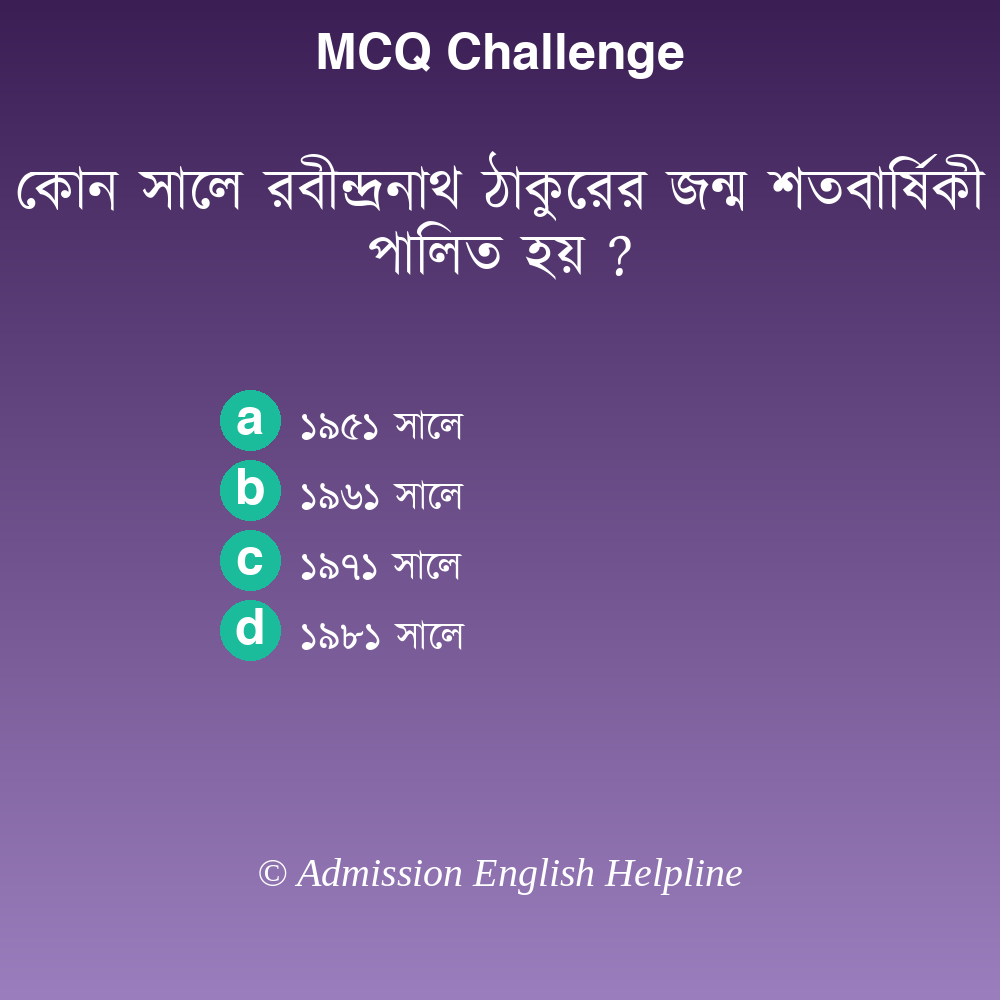 MCQ Challenge
কোন সালে রবীন্দ্রনাথ ঠাকুরের জন্ম শতবার্ষিকী
পালিত হয় ?
a ১৯৫১ সালে
b ১৯৬১ সালে
c ১৯৭১ সালে
d ১৯৮১ সালে
© Admission English Helpline